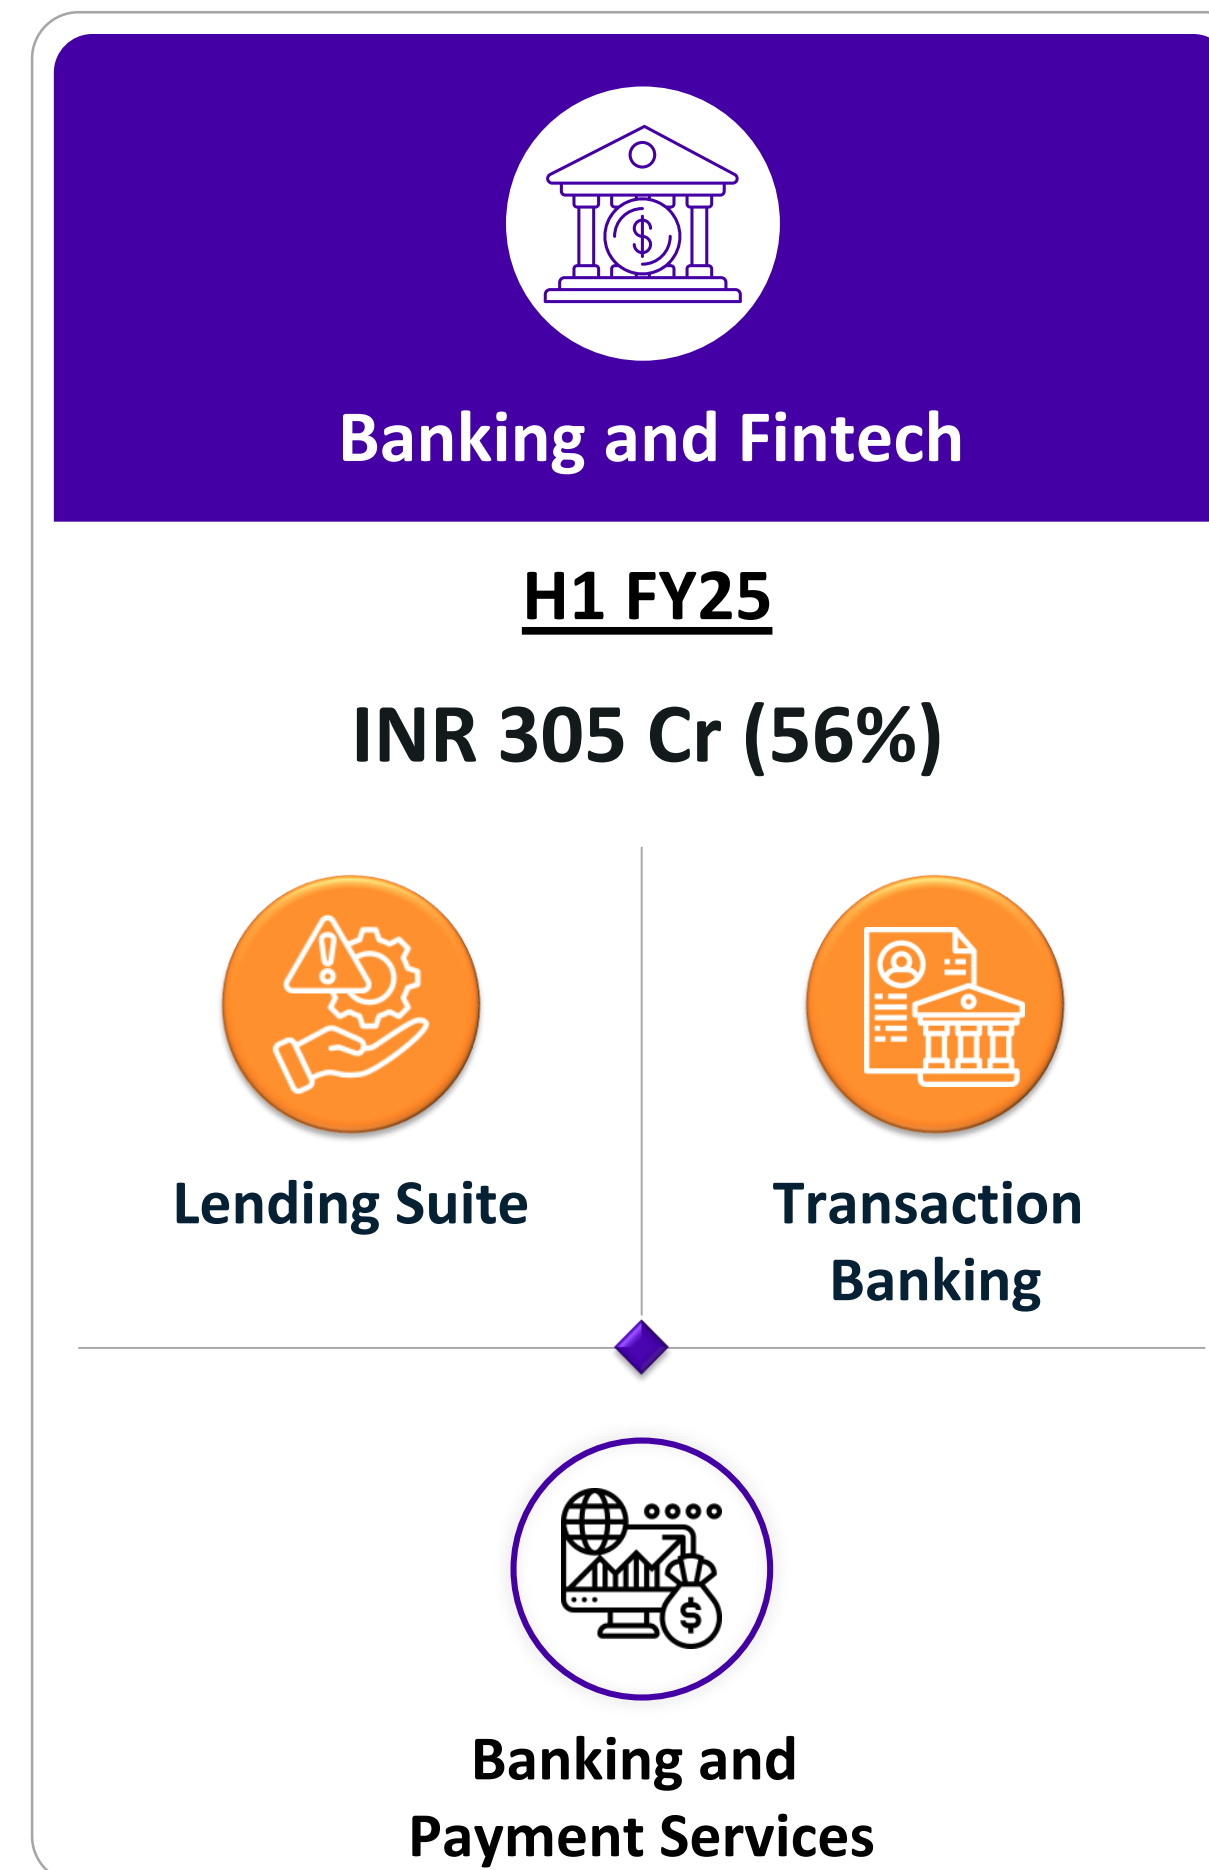 Banking and Fintech
H1 FY25
INR 305 Cr (56%)
Lending Suite
Transaction
Banking
Banking and
Payment Services